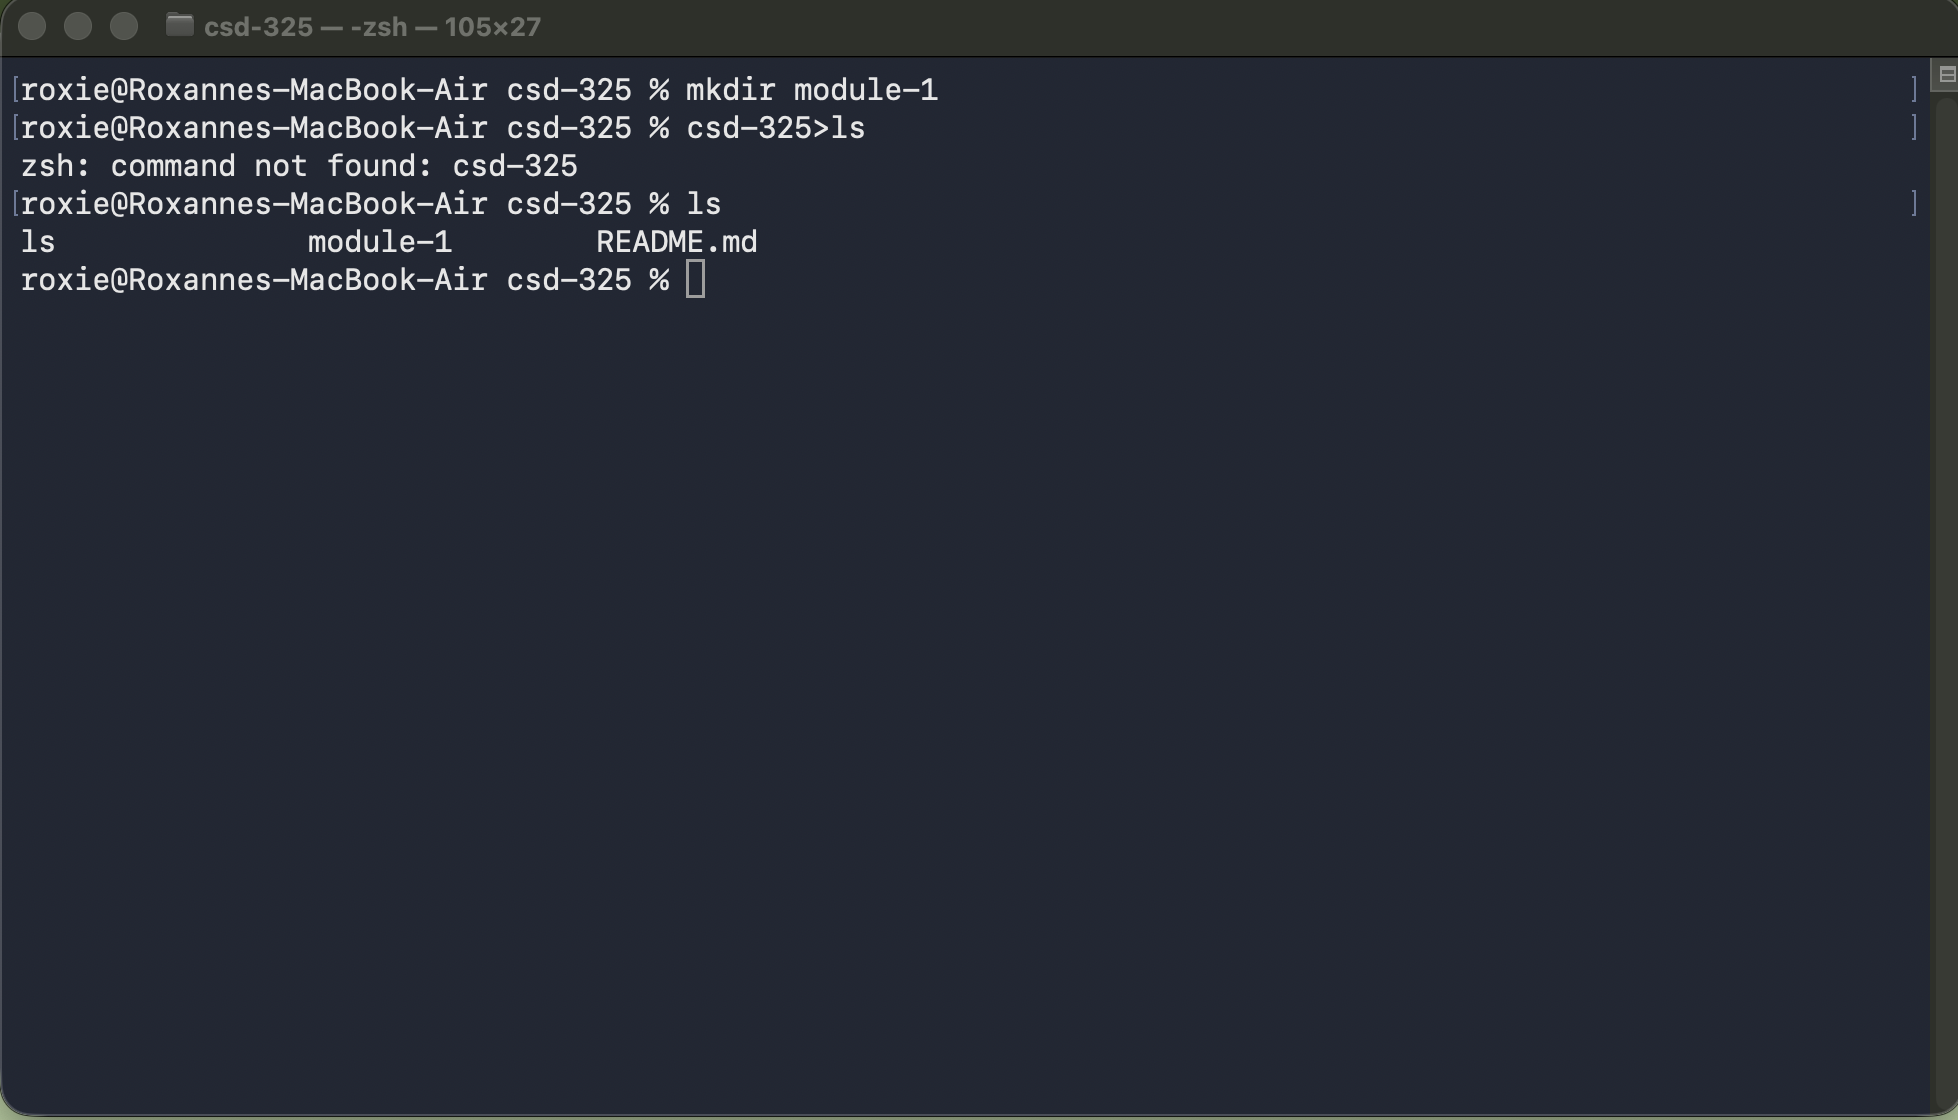 csd-325 — -zsh — 105×27
[roxie@Roxannes-MacBook-Air csd-325 % mkdir module-1 ]
[roxie@Roxannes-MacBook-Air csd-325 % csd-325>ls ]
zsh: command not found: csd-325
[roxie@Roxannes-MacBook-Air csd-325 % ls ]
ls module-1 README.md
roxie@Roxannes-MacBook-Air csd-325 %